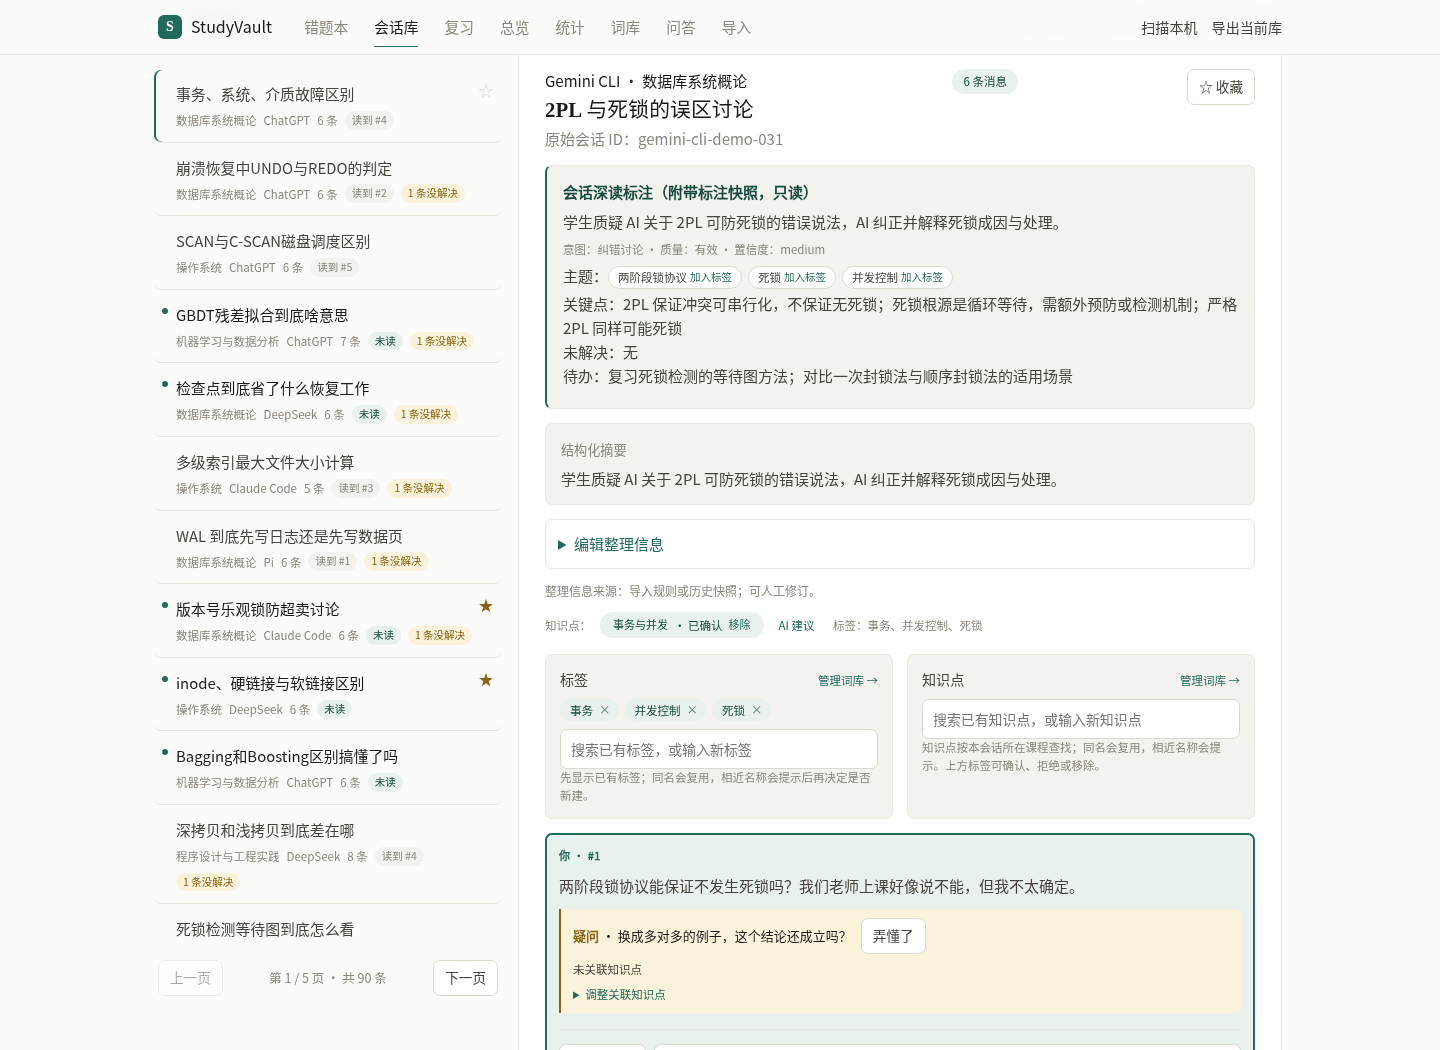 S StudyVault 错题本 会话库 复习 总览 统计 词库 问答 导入 扫描本机 导出当前库
事务、系统、介质故障区别 ☆
数据库系统概论 ChatGPT 6 条 读到 #4
崩溃恢复中UNDO与REDO的判定
数据库系统概论 ChatGPT 6 条 读到 #2 1 条没解决
SCAN与C-SCAN磁盘调度区别
操作系统 ChatGPT 6 条 读到 #5
GBDT残差拟合到底啥意思
机器学习与数据分析 ChatGPT 7 条 未读 1 条没解决
检查点到底省了什么恢复工作
数据库系统概论 DeepSeek 6 条 未读 1 条没解决
多级索引最大文件大小计算
操作系统 Claude Code 5 条 读到 #3 1 条没解决
WAL 到底先写日志还是先写数据页
数据库系统概论 Pi 6 条 读到 #1 1 条没解决
版本号乐观锁防超卖讨论 ★
数据库系统概论 Claude Code 6 条 未读 1 条没解决
inode、硬链接与软链接区别 ★
操作系统 DeepSeek 6 条 未读
Bagging和Boosting区别搞懂了吗
机器学习与数据分析 ChatGPT 6 条 未读
深拷贝和浅拷贝到底差在哪
程序设计与工程实践 DeepSeek 8 条 读到 #4
1 条没解决
死锁检测等待图到底怎么看
上一页 第 1 / 5 页 · 共 90 条 下一页
Gemini CLI · 数据库系统概论 6 条消息 ☆ 收藏
2PL 与死锁的误区讨论
原始会话 ID：gemini-cli-demo-031
会话深读标注（附带标注快照，只读）
学生质疑 AI 关于 2PL 可防死锁的错误说法，AI 纠正并解释死锁成因与处理。
意图：纠错讨论 · 质量：有效 · 置信度：medium
主题： 两阶段锁协议 加入标签 死锁 加入标签 并发控制 加入标签
关键点：2PL 保证冲突可串行化，不保证无死锁；死锁根源是循环等待，需额外预防或检测机制；严格
2PL 同样可能死锁
未解决：无
待办：复习死锁检测的等待图方法；对比一次封锁法与顺序封锁法的适用场景
结构化摘要
学生质疑 AI 关于 2PL 可防死锁的错误说法，AI 纠正并解释死锁成因与处理。
▶ 编辑整理信息
整理信息来源：导入规则或历史快照；可人工修订。
知识点： 事务与并发 · 已确认 移除 AI 建议 标签：事务、并发控制、死锁
标签 管理词库 →
事务 × 并发控制 × 死锁 ×
搜索已有标签，或输入新标签
先显示已有标签；同名会复用，相近名称会提示后再决定是否
新建。
知识点 管理词库 →
搜索已有知识点，或输入新知识点
知识点按本会话所在课程查找；同名会复用，相近名称会提
示。上方标签可确认、拒绝或移除。
你 · #1
两阶段锁协议能保证不发生死锁吗？我们老师上课好像说不能，但我不太确定。
疑问 · 换成多对多的例子，这个结论还成立吗？ 弄懂了
未关联知识点
▶ 调整关联知识点